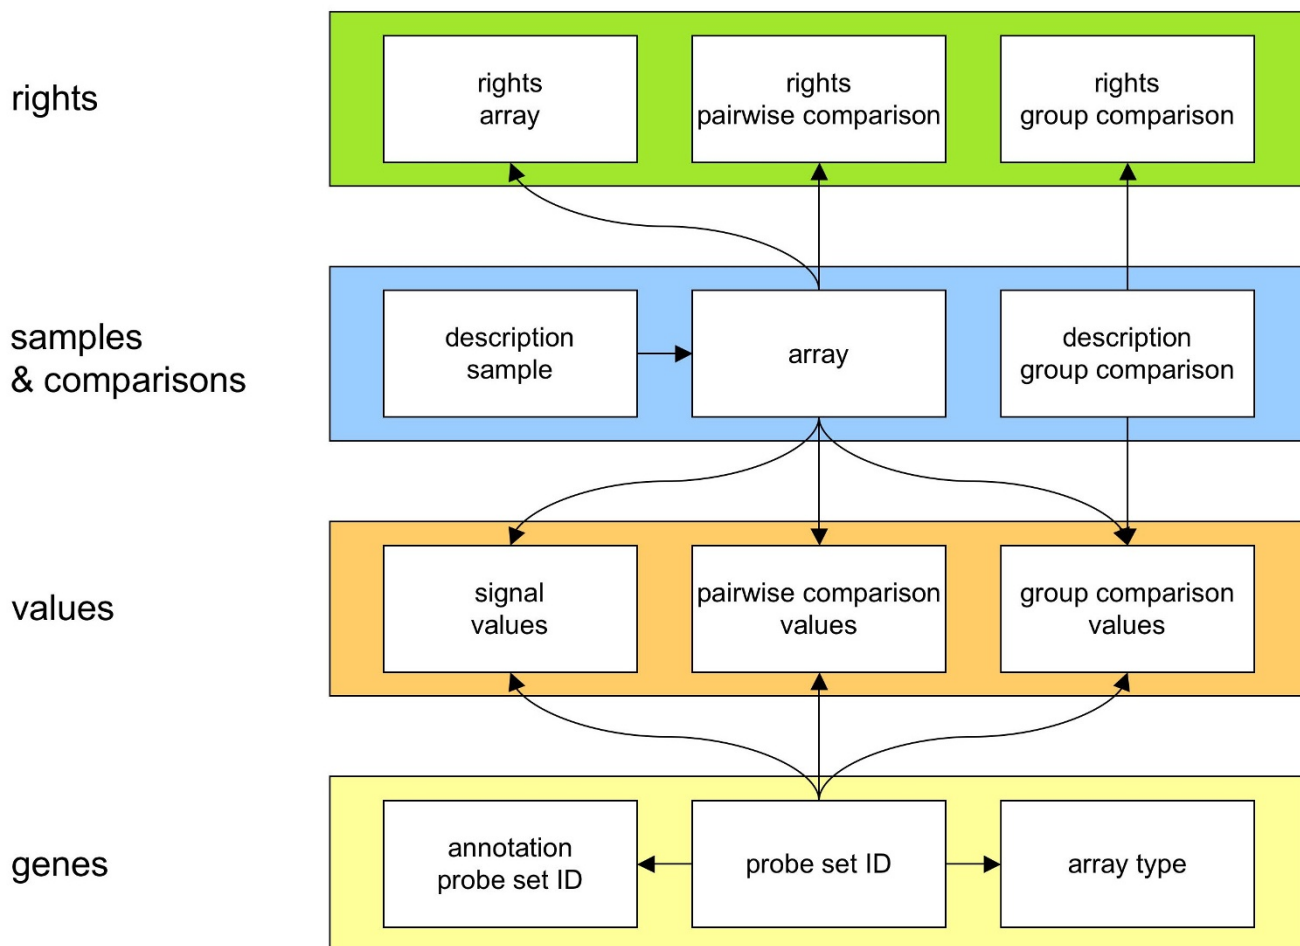 rights
rights
array
rights
pairwise comparison
rights
group comparison
samples
& comparisons
description
sample
array
description
group comparison
values
signal
values
pairwise comparison
values
group comparison
values
genes
annotation
probe set ID
probe set ID
array type